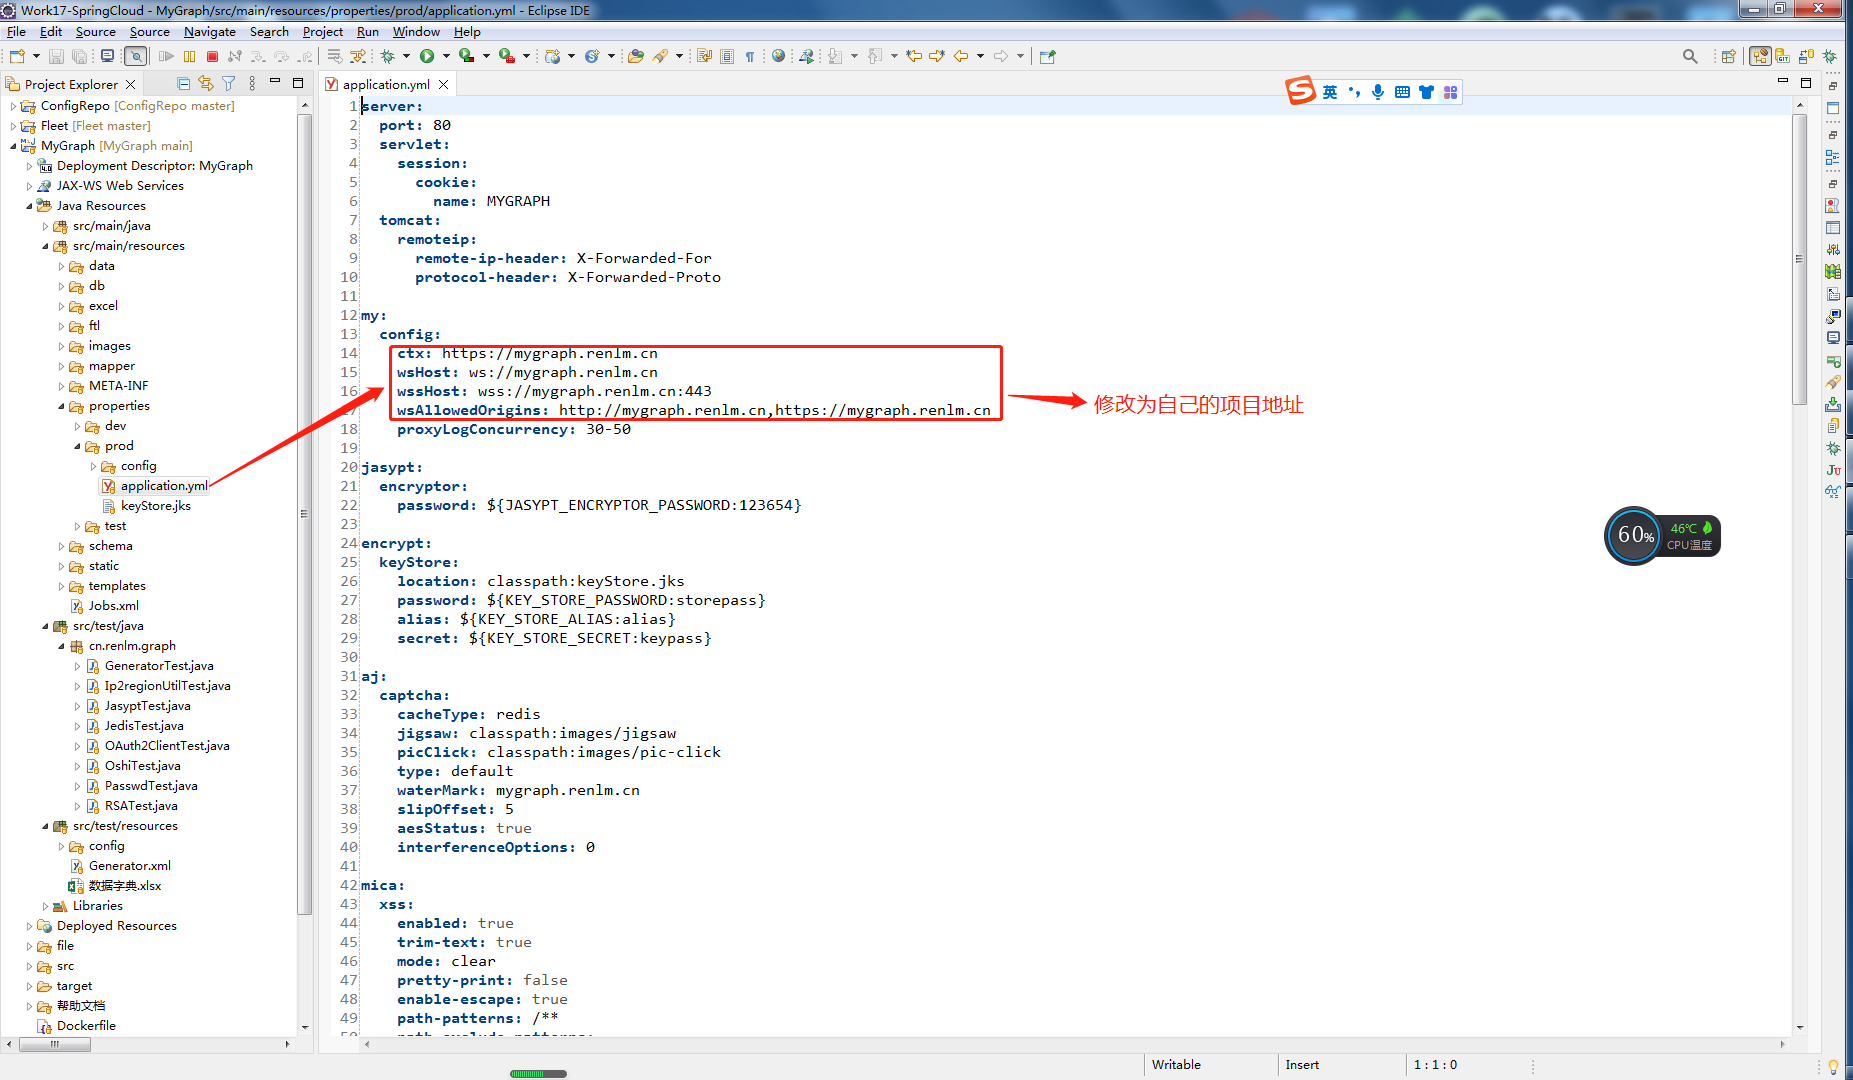 Work17-SpringCloud - MyGraph/src/main/resources/properties/prod/application.yml - Eclipse IDE
File Edit Source Source Navigate Search Project Run Window Help
Project Explorer
application.yml
英
ConfigRepo [ConfigRepo master]
Fleet [Fleet master]
MyGraph [MyGraph main]
Deployment Descriptor: MyGraph
JAX-WS Web Services
Java Resources
src/main/java
src/main/resources
data
db
excel
ftl
images
mapper
META-INF
properties
dev
prod
config
application.yml
keyStore.jks
test
schema
static
templates
Jobs.xml
src/test/java
cn.renlm.graph
GeneratorTest.java
Ip2regionUtilTest.java
JasyptTest.java
JedisTest.java
OAuth2ClientTest.java
OshiTest.java
PasswdTest.java
RSATest.java
src/test/resources
config
Generator.xml
数据字典.xlsx
Libraries
Deployed Resources
file
src
target
帮助文档
Dockerfile
1 server:
2 port: 80
3 servlet:
4 session:
5 cookie:
6 name: MYGRAPH
7 tomcat:
8 remoteip:
9 remote-ip-header: X-Forwarded-For
10 protocol-header: X-Forwarded-Proto
11
12 my:
13 config:
14 ctx: https://mygraph.renlm.cn
15 wsHost: ws://mygraph.renlm.cn
16 wssHost: wss://mygraph.renlm.cn:443
17 wsAllowedOrigins: http://mygraph.renlm.cn,https://mygraph.renlm.cn
18 proxyLogConcurrency: 30-50
19
20 jasypt:
21 encryptor:
22 password: ${JASYPT_ENCRYPTOR_PASSWORD:123654}
23
24 encrypt:
25 keyStore:
26 location: classpath:keyStore.jks
27 password: ${KEY_STORE_PASSWORD:storepass}
28 alias: ${KEY_STORE_ALIAS:alias}
29 secret: ${KEY_STORE_SECRET:keypass}
30
31 aj:
32 captcha:
33 cacheType: redis
34 jigsaw: classpath:images/jigsaw
35 picClick: classpath:images/pic-click
36 type: default
37 waterMark: mygraph.renlm.cn
38 slipOffset: 5
39 aesStatus: true
40 interferenceOptions: 0
41
42 mica:
43 xss:
44 enabled: true
45 trim-text: true
46 mode: clear
47 pretty-print: false
48 enable-escape: true
49 path-patterns: /**
修改为自己的项目地址
60%
46℃
CPU温度
Writable
Insert
1 : 1 : 0